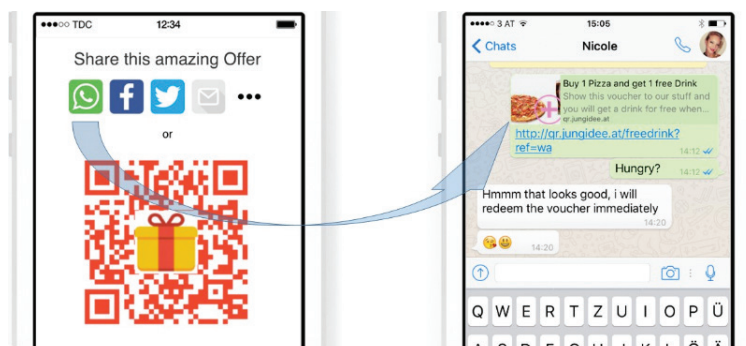 TDC
12:34
Share this amazing Offer
or
3 AT
15:05
Chats
Nicole
Buy 1 Pizza and get 1 free Drink
Show this voucher to our stuff and
you will get a drink for free when...
qr.jungidee.at
http://qr.jungidee.at/freedrink?
ref=wa
14:12
Hungry?
14:12
Hmmm that looks good, i will
redeem the voucher immediately
14:20
14:20
Q W E R T Z U I O P Ü